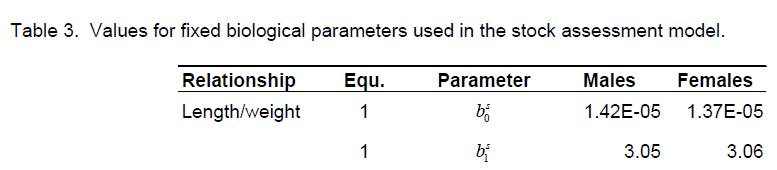 Table 3. Values for fixed biological parameters used in the stock assessment model.
Relationship Equ. Parameter Males Females
Length/weight 1 b₀ˢ 1.42E-05 1.37E-05
1 b₁ˢ 3.05 3.06